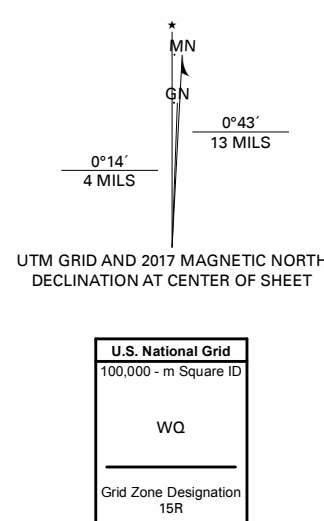 ★
MN
GN
0°43´
13 MILS
0°14´
4 MILS
UTM GRID AND 2017 MAGNETIC NORTH
DECLINATION AT CENTER OF SHEET
U.S. National Grid
100,000 - m Square ID
WQ
Grid Zone Designation
15R